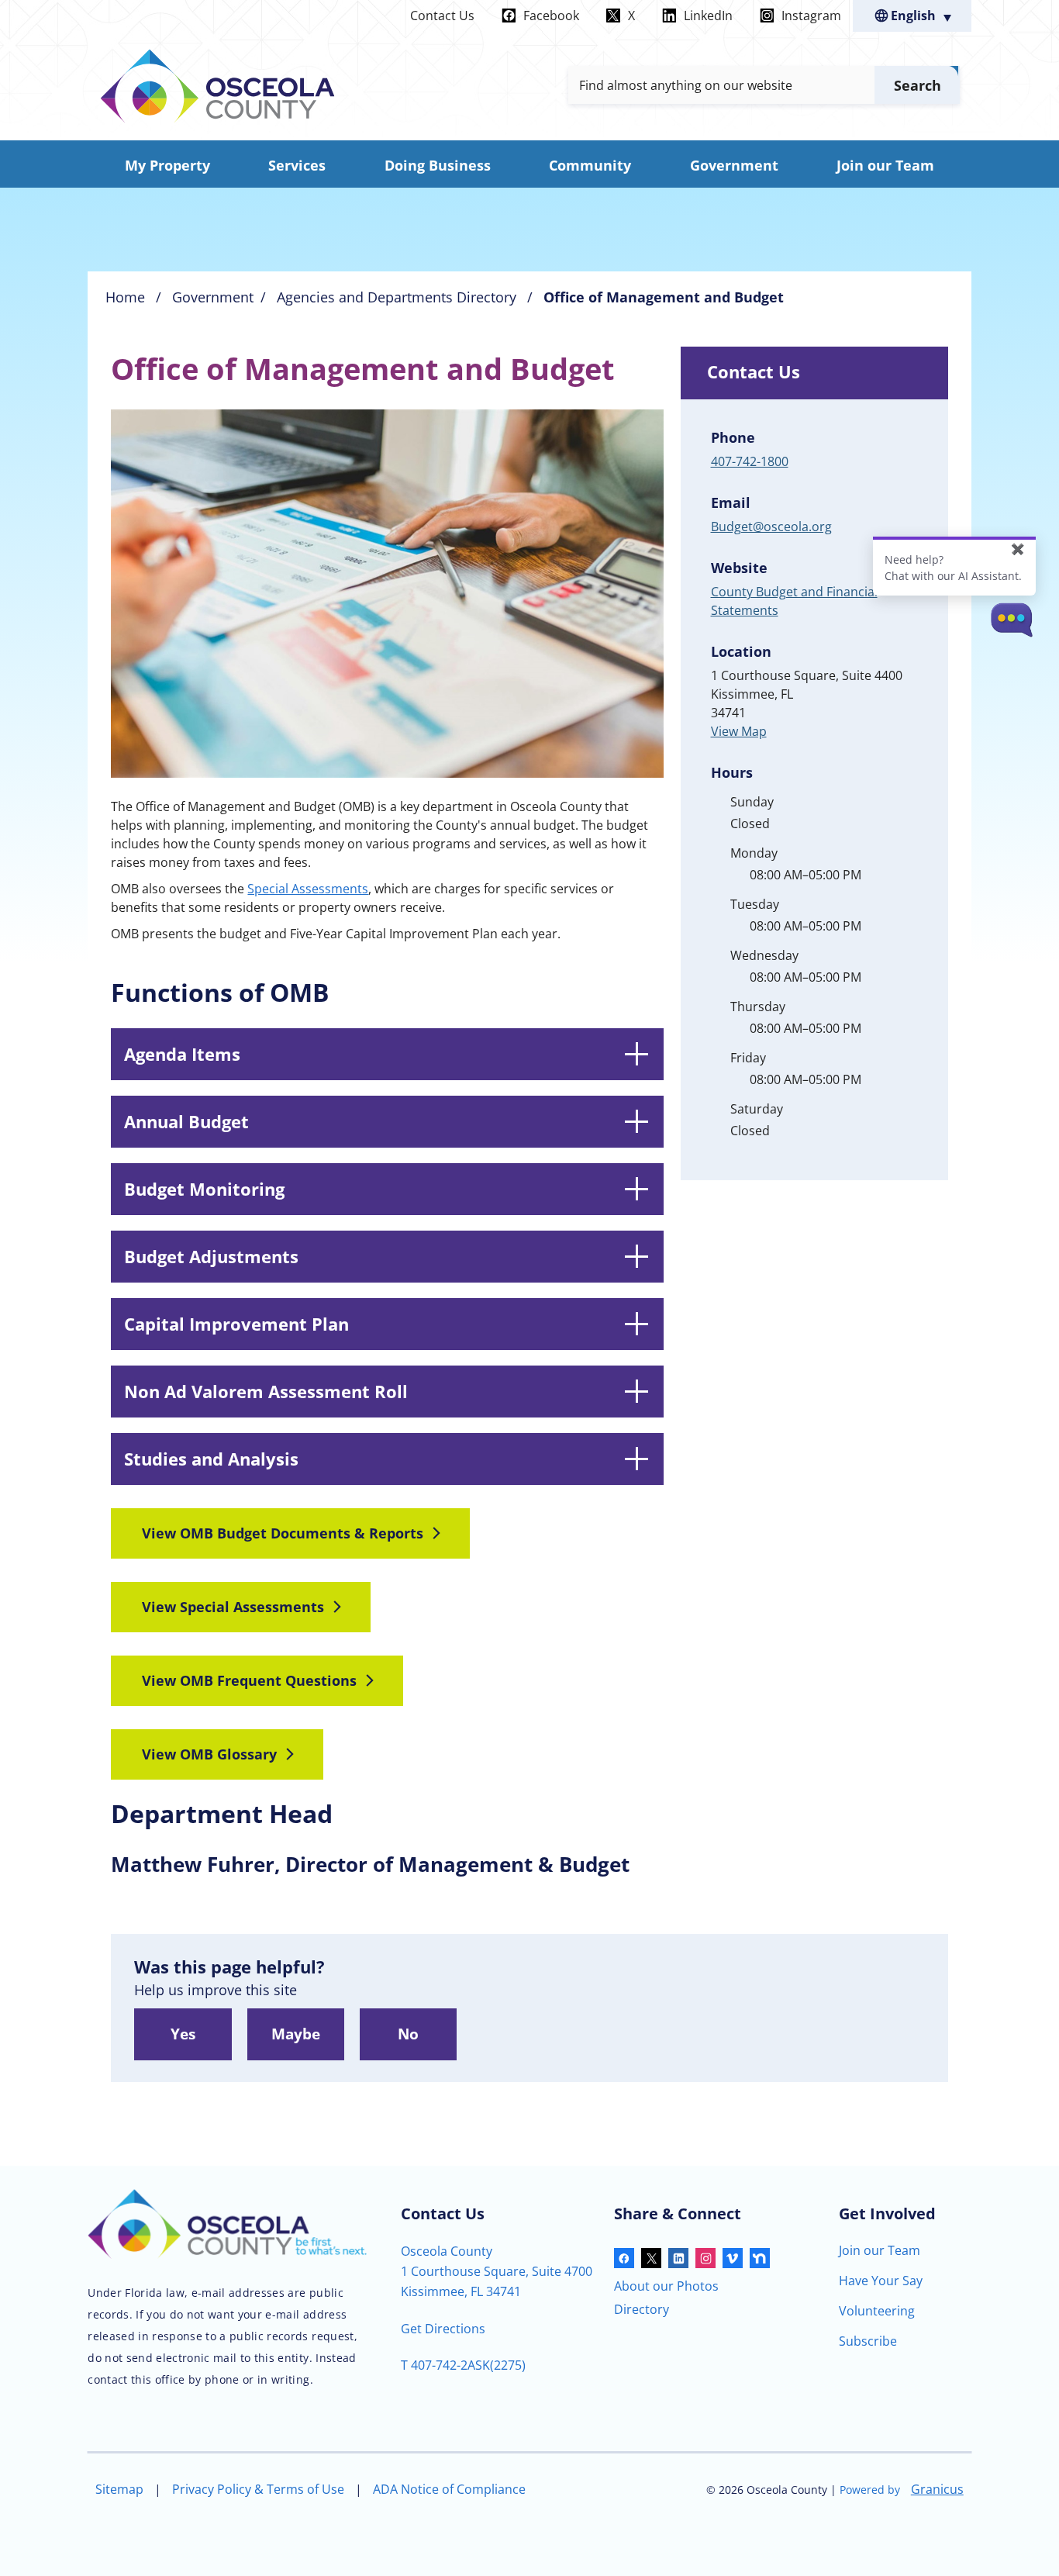 Contact Us Facebook X LinkedIn Instagram English ▼
OSCEOLA
COUNTY
Find almost anything on our website Search
My Property Services Doing Business Community Government Join our Team
Home / Government / Agencies and Departments Directory / Office of Management and Budget
Office of Management and Budget
The Office of Management and Budget (OMB) is a key department in Osceola County that
helps with planning, implementing, and monitoring the County's annual budget. The budget
includes how the County spends money on various programs and services, as well as how it
raises money from taxes and fees.
OMB also oversees the Special Assessments, which are charges for specific services or
benefits that some residents or property owners receive.
OMB presents the budget and Five-Year Capital Improvement Plan each year.
Functions of OMB
Agenda Items
Annual Budget
Budget Monitoring
Budget Adjustments
Capital Improvement Plan
Non Ad Valorem Assessment Roll
Studies and Analysis
View OMB Budget Documents & Reports
View Special Assessments
View OMB Frequent Questions
View OMB Glossary
Department Head
Matthew Fuhrer, Director of Management & Budget
Contact Us
Phone
407-742-1800
Email
Budget@osceola.org
Website
County Budget and Financial
Statements
Location
1 Courthouse Square, Suite 4400
Kissimmee, FL
34741
View Map
Hours
Sunday
Closed
Monday
08:00 AM–05:00 PM
Tuesday
08:00 AM–05:00 PM
Wednesday
08:00 AM–05:00 PM
Thursday
08:00 AM–05:00 PM
Friday
08:00 AM–05:00 PM
Saturday
Closed
Need help?
Chat with our AI Assistant.
Was this page helpful?
Help us improve this site
Yes Maybe No
OSCEOLA
COUNTY
be first
to what's next.
Under Florida law, e-mail addresses are public
records. If you do not want your e-mail address
released in response to a public records request,
do not send electronic mail to this entity. Instead
contact this office by phone or in writing.
Contact Us
Osceola County
1 Courthouse Square, Suite 4700
Kissimmee, FL 34741
Get Directions
T 407-742-2ASK(2275)
Share & Connect
About our Photos
Directory
Get Involved
Join our Team
Have Your Say
Volunteering
Subscribe
Sitemap | Privacy Policy & Terms of Use | ADA Notice of Compliance
© 2026 Osceola County | Powered by Granicus